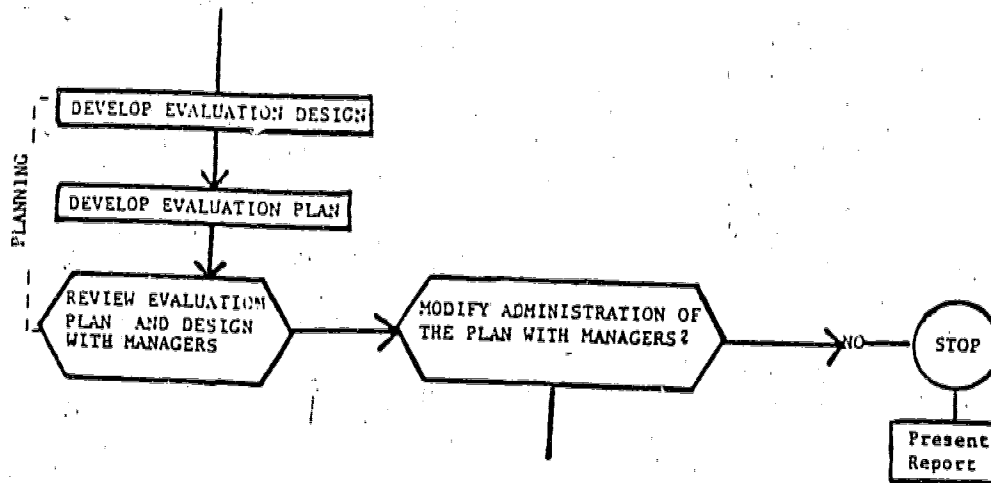 DEVELOP EVALUATION DESIGN
PLANNING
DEVELOP EVALUATION PLAN
REVIEW EVALUATION
PLAN AND DESIGN
WITH MANAGERS
MODIFY ADMINISTRATION OF
THE PLAN WITH MANAGERS?
NO
STOP
Present
Report